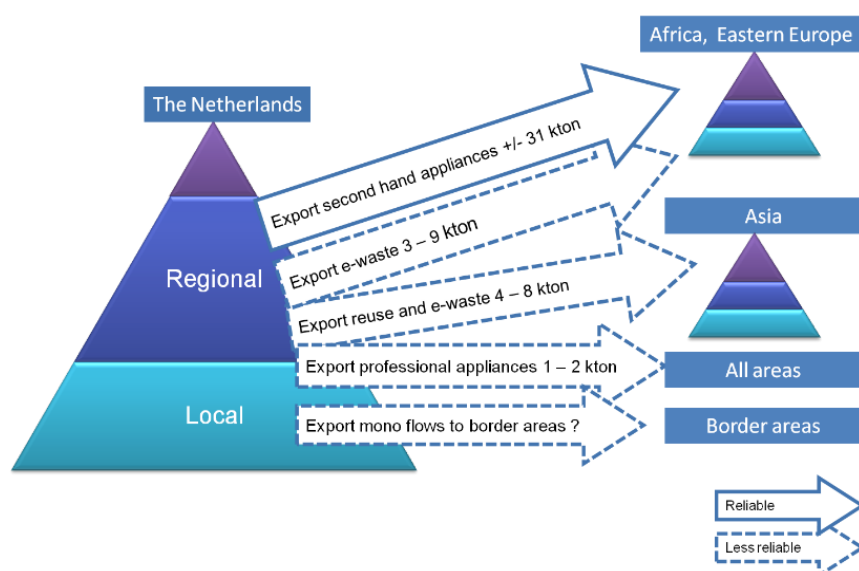 Africa, Eastern Europe
The Netherlands
Export second hand appliances +/- 31 kton
Export e-waste 3 – 9 kton
Asia
Regional
Export reuse and e-waste 4 – 8 kton
Export professional appliances 1 – 2 kton
All areas
Local
Export mono flows to border areas ?
Border areas
Reliable
Less reliable